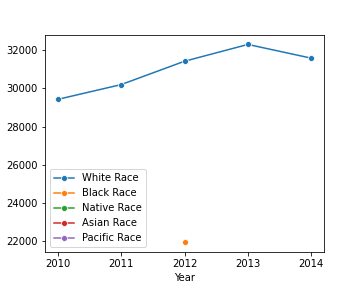 32000
30000
28000
26000
24000
22000
White Race
Black Race
Native Race
Asian Race
Pacific Race
2010 2011 2012 2013 2014
Year